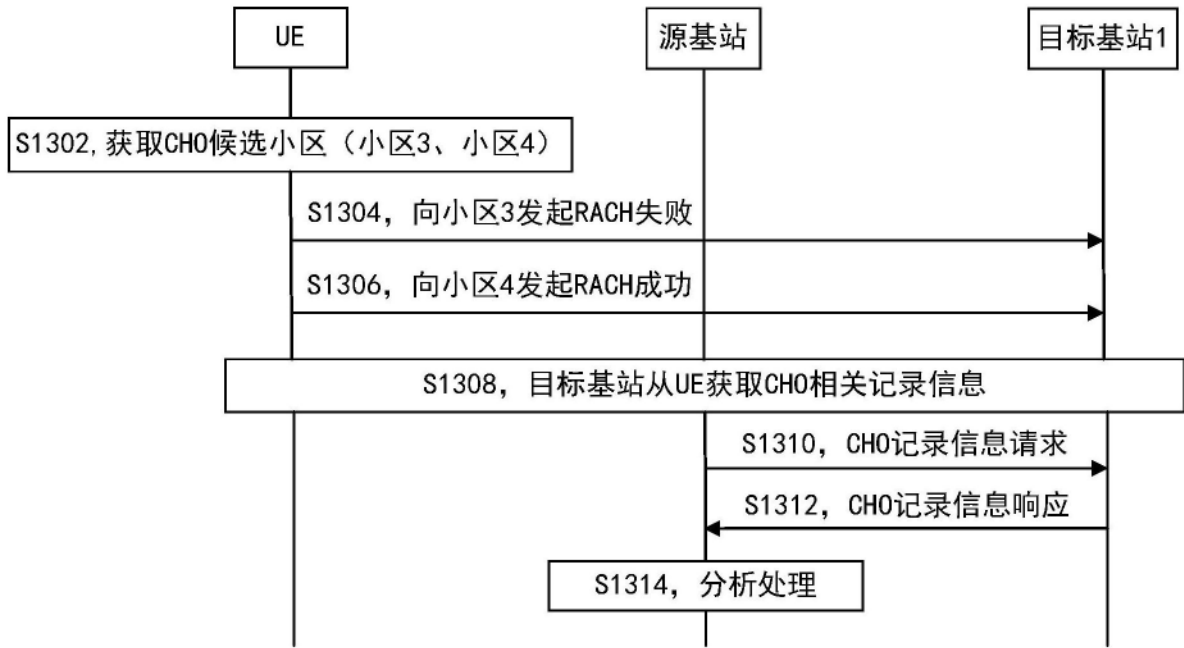 UE
源基站
目标基站1
S1302,获取CHO候选小区（小区3、小区4）
S1304，向小区3发起RACH失败
S1306，向小区4发起RACH成功
S1308，目标基站从UE获取CHO相关记录信息
S1310，CHO记录信息请求
S1312，CHO记录信息响应
S1314，分析处理